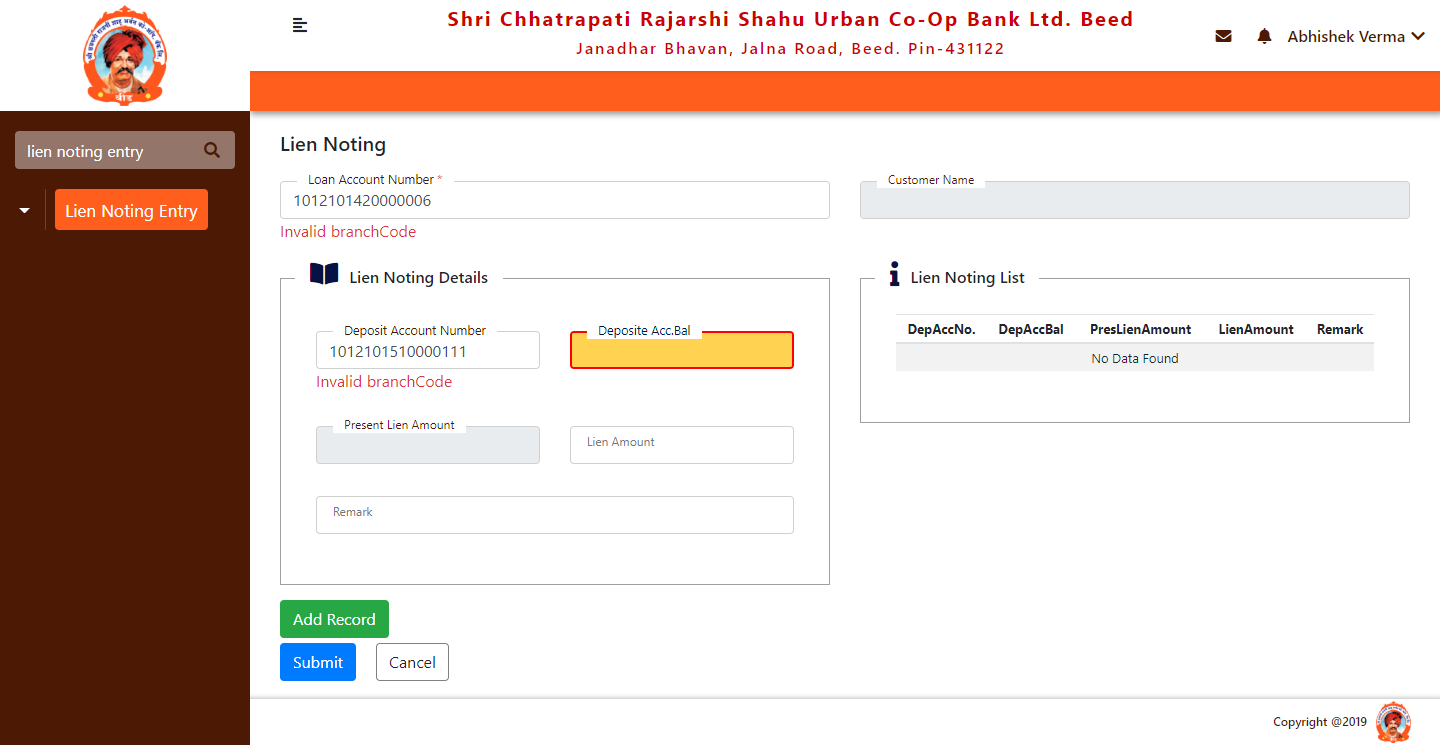 Shri Chhatrapati Rajarshi Shahu Urban Co-Op Bank Ltd. Beed
Janadhar Bhavan, Jalna Road, Beed. Pin-431122
Abhishek Verma
lien noting entry
Lien Noting Entry
Lien Noting
Loan Account Number *
1012101420000006
Invalid branchCode
Customer Name
Lien Noting Details
Deposit Account Number
1012101510000111
Invalid branchCode
Deposite Acc.Bal
Present Lien Amount
Lien Amount
Remark
Lien Noting List
DepAccNo. DepAccBal PresLienAmount LienAmount Remark
No Data Found
Add Record
Submit Cancel
Copyright @2019